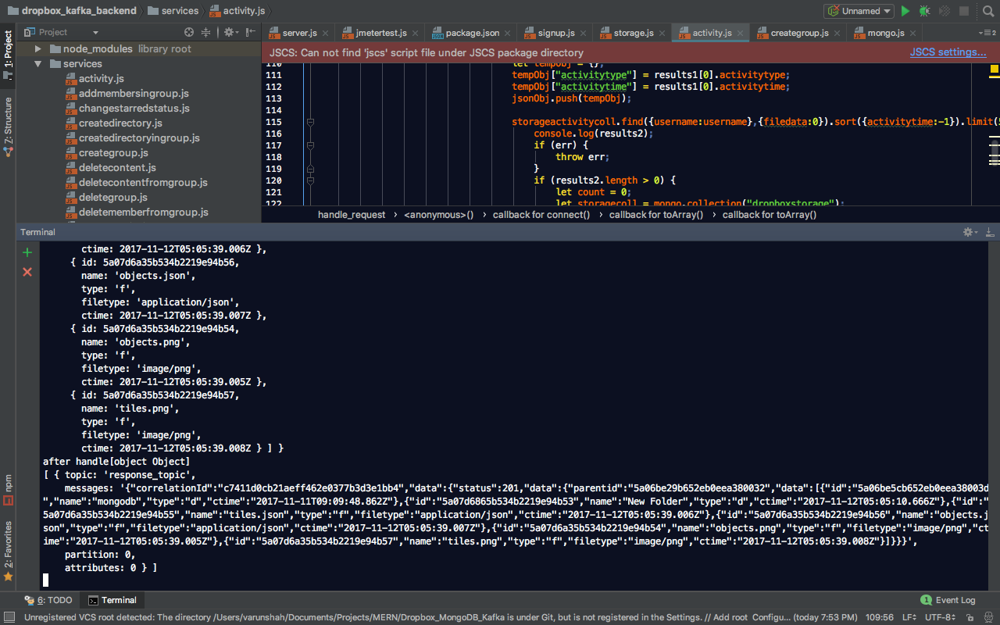 dropbox_kafka_backend services activity.js
Unnamed
1: Project
Z: Structure
npm
2: Favorites
Project
server.js jmetertest.js package.json signup.js storage.js activity.js creategroup.js mongo.js 2
node_modules library root
services
activity.js
addmembersingroup.js
changestarredstatus.js
createdirectory.js
createdirectoryingroup.js
creategroup.js
deletecontent.js
deletecontentfromgroup.js
deletegroup.js
deletememberfromgroup.js
JSCS: Can not find 'jscs' script file under JSCS package directory JSCS settings...
110 let tempObj = {};
111 tempObj["activitytype"] = results1[0].activitytype;
112 tempObj["activitytime"] = results1[0].activitytime;
113 jsonObj.push(tempObj);
114
115 storageactivitycoll.find({username:username},{filedata:0}).sort({activitytime:-1}).limit(
116 console.log(results2);
117 if (err) {
118 throw err;
119 }
120 if (results2.length > 0) {
121 let count = 0;
122 let storagecoll = mongo.collection("dropboxstorage");
handle_request › <anonymous>() › callback for connect() › callback for toArray() › callback for toArray()
Terminal
ctime: 2017-11-12T05:05:39.006Z },
{ id: 5a07d6a35b534b2219e94b56,
name: 'objects.json',
type: 'f',
filetype: 'application/json',
ctime: 2017-11-12T05:05:39.007Z },
{ id: 5a07d6a35b534b2219e94b54,
name: 'objects.png',
type: 'f',
filetype: 'image/png',
ctime: 2017-11-12T05:05:39.005Z },
{ id: 5a07d6a35b534b2219e94b57,
name: 'tiles.png',
type: 'f',
filetype: 'image/png',
ctime: 2017-11-12T05:05:39.008Z } ] }
after handle[object Object]
[ { topic: 'response_topic',
messages: '{"correlationId":"c7411d0cb21aeff462e0377b3d3e1bb4","data":{"status":201,"data":{"parentid":"5a06be29b652eb0eea380032","data":[{"id":"5a06be5cb652eb0eea38003d
","name":"mongodb","type":"d","ctime":"2017-11-11T09:09:48.862Z"},{"id":"5a07d6865b534b2219e94b53","name":"New Folder","type":"d","ctime":"2017-11-12T05:05:10.666Z"},{"id":"
5a07d6a35b534b2219e94b55","name":"tiles.json","type":"f","filetype":"application/json","ctime":"2017-11-12T05:05:39.006Z"},{"id":"5a07d6a35b534b2219e94b56","name":"objects.j
son","type":"f","filetype":"application/json","ctime":"2017-11-12T05:05:39.007Z"},{"id":"5a07d6a35b534b2219e94b54","name":"objects.png","type":"f","filetype":"image/png","ct
ime":"2017-11-12T05:05:39.005Z"},{"id":"5a07d6a35b534b2219e94b57","name":"tiles.png","type":"f","filetype":"image/png","ctime":"2017-11-12T05:05:39.008Z"}]}}}',
partition: 0,
attributes: 0 } ]
6: TODO Terminal 1 Event Log
Unregistered VCS root detected: The directory /Users/varunshah/Documents/Projects/MERN/Dropbox_MongoDB_Kafka is under Git, but is not registered in the Settings. // Add root Configu... (today 7:53 PM) 109:56 LF UTF-8